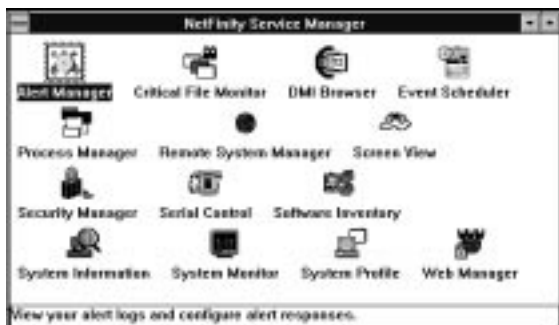 NetFinity Service Manager
Alert Manager Critical File Monitor DMI Browser Event Scheduler
Process Manager Remote System Manager Screen View
Security Manager Serial Control Software Inventory
System Information System Monitor System Profile Web Manager
View your alert logs and configure alert responses.